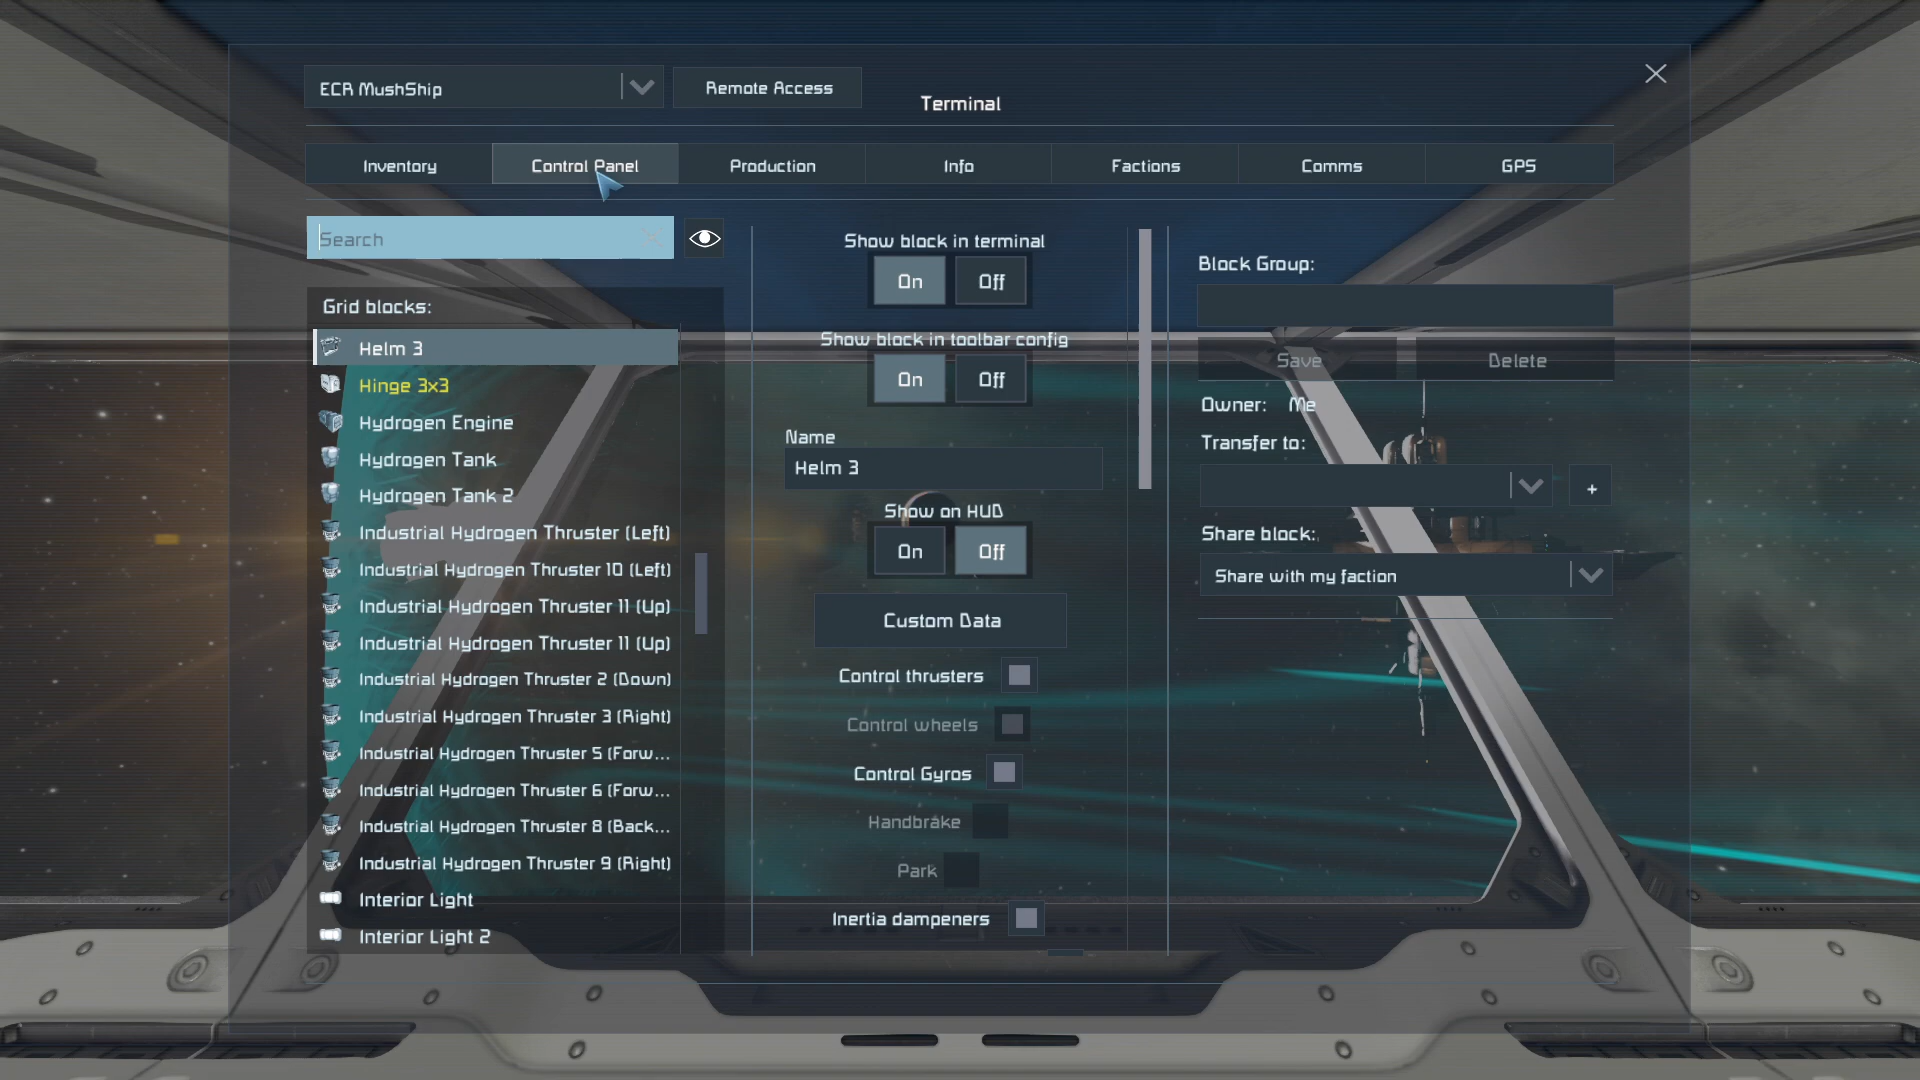 ECR MushShip
Remote Access
Terminal
Inventory
Control Panel
Production
Info
Factions
Comms
GPS
Search
Grid blocks:
Helm 3
Hinge 3x3
Hydrogen Engine
Hydrogen Tank
Hydrogen Tank 2
Industrial Hydrogen Thruster (Left)
Industrial Hydrogen Thruster 10 (Left)
Industrial Hydrogen Thruster 11 (Up)
Industrial Hydrogen Thruster 11 (Up)
Industrial Hydrogen Thruster 2 (Down)
Industrial Hydrogen Thruster 3 (Right)
Industrial Hydrogen Thruster 5 (Forw...
Industrial Hydrogen Thruster 6 (Forw...
Industrial Hydrogen Thruster 8 (Back...
Industrial Hydrogen Thruster 9 (Right)
Interior Light
Interior Light 2
Show block in terminal
On Off
Show block in toolbar config
On Off
Name
Helm 3
Show on HUD
On Off
Custom Data
Control thrusters
Control wheels
Control Gyros
Handbrake
Park
Inertia dampeners
Block Group:
Save Delete
Owner: Me
Transfer to:
+
Share block:
Share with my faction